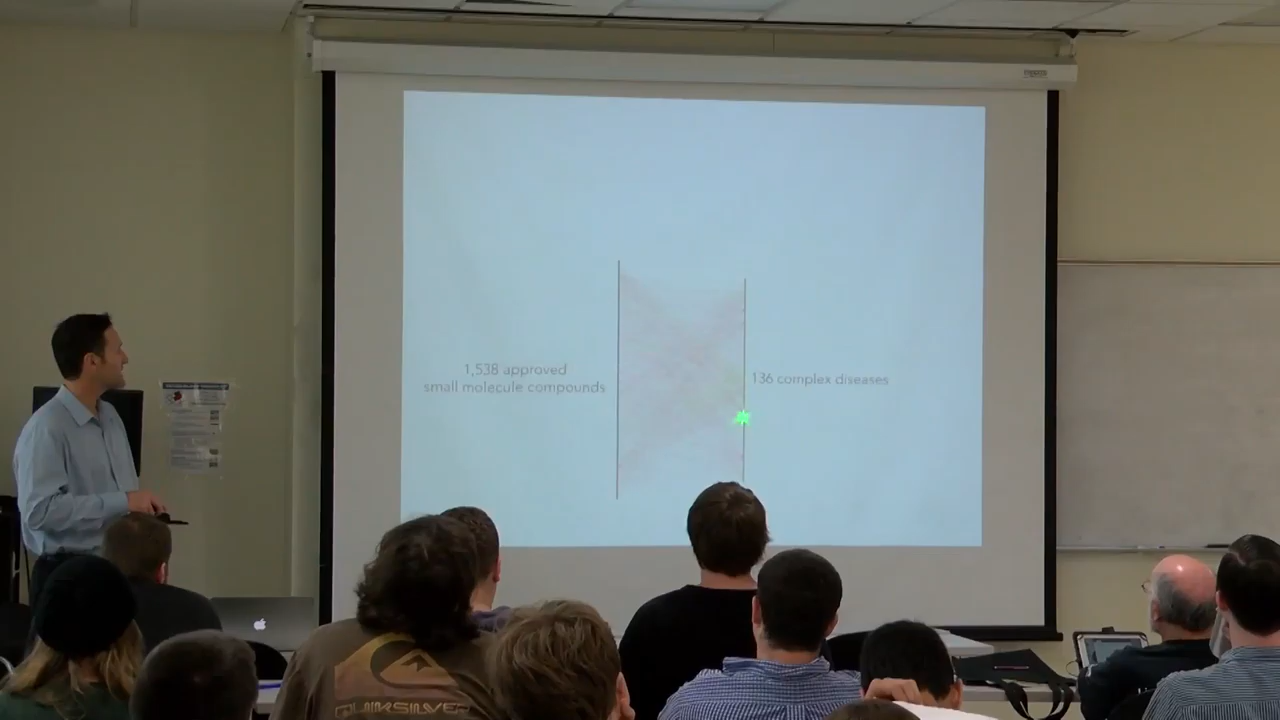 1,538 approved
small molecule compounds
136 complex diseases
QUIKSILVER